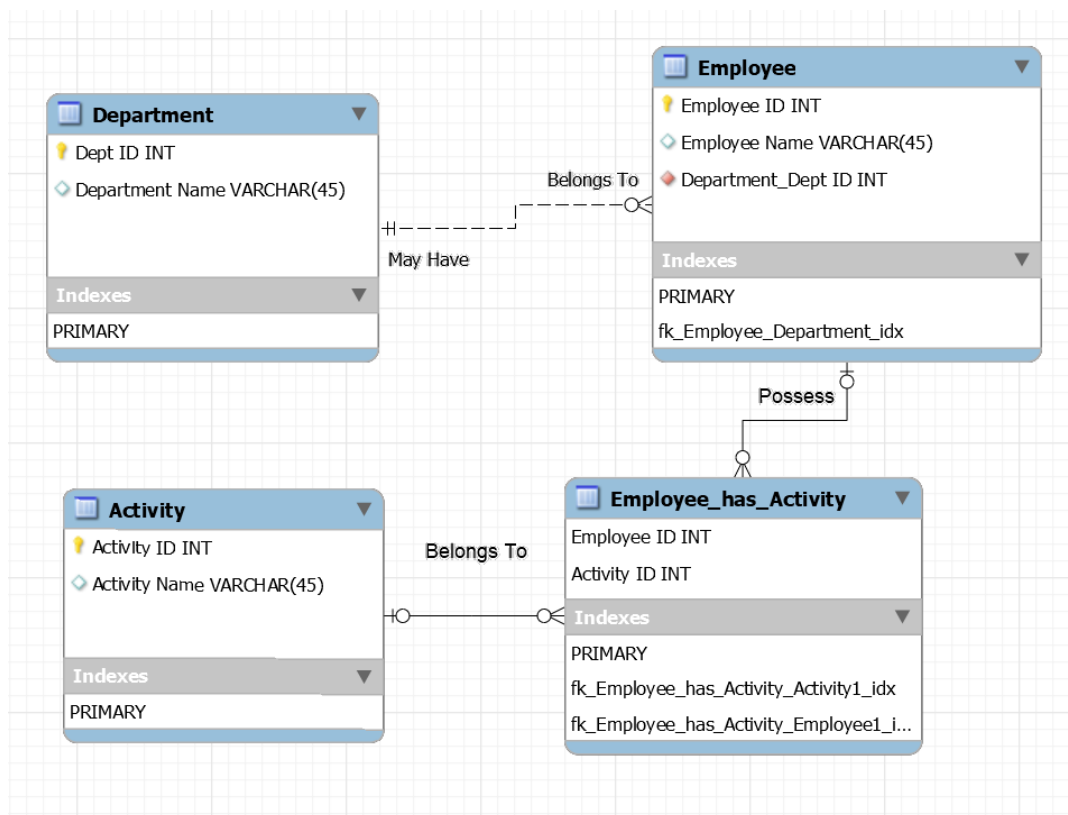 Department
Dept ID INT
Department Name VARCHAR(45)
Indexes
PRIMARY
Belongs To
May Have
Employee
Employee ID INT
Employee Name VARCHAR(45)
Department_Dept ID INT
Indexes
PRIMARY
fk_Employee_Department_idx
Possess
Activity
Activity ID INT
Activity Name VARCHAR(45)
Indexes
PRIMARY
Belongs To
Employee_has_Activity
Employee ID INT
Activity ID INT
Indexes
PRIMARY
fk_Employee_has_Activity_Activity1_idx
fk_Employee_has_Activity_Employee1_i...